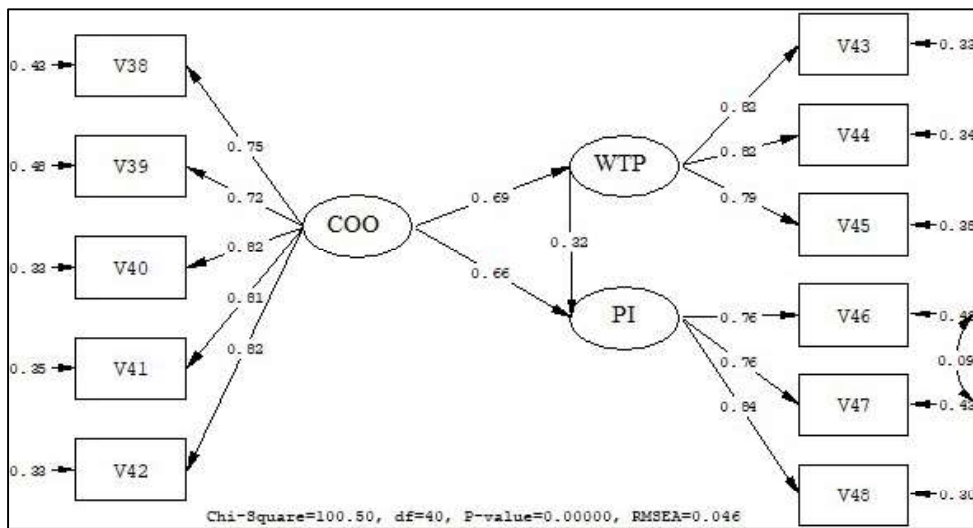 0.43 V38
0.75
0.48 V39
0.72
0.33 V40
0.82
0.35 V41
0.81
0.33 V42
0.82
COO
0.69
0.66
WTP
0.32
PI
0.83
V43 0.33
0.82
V44 0.34
0.79
V45
0.76
V46
0.76
V47 0.43
0.84
V48 0.30
0.09
Chi-Square=100.50, df=40, P-value=0.00000, RMSEA=0.046